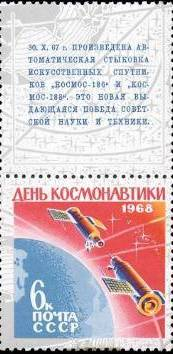 30. X. 67 г. ПРОИЗВЕДЕНА АВ-
ТОМАТИЧЕСКАЯ СТЫКОВКА
ИСКУССТВЕННЫХ СПУТНИ-
КОВ „КОСМОС-186“ И „КОС-
МОС-188“. ЭТО НОВАЯ ВЫ-
ДАЮЩАЯСЯ ПОБЕДА СОВЕТ-
СКОЙ НАУКИ И ТЕХНИКИ.
ДЕНЬ КОСМОНАВТИКИ
1968
6к
ПОЧТА
СССР